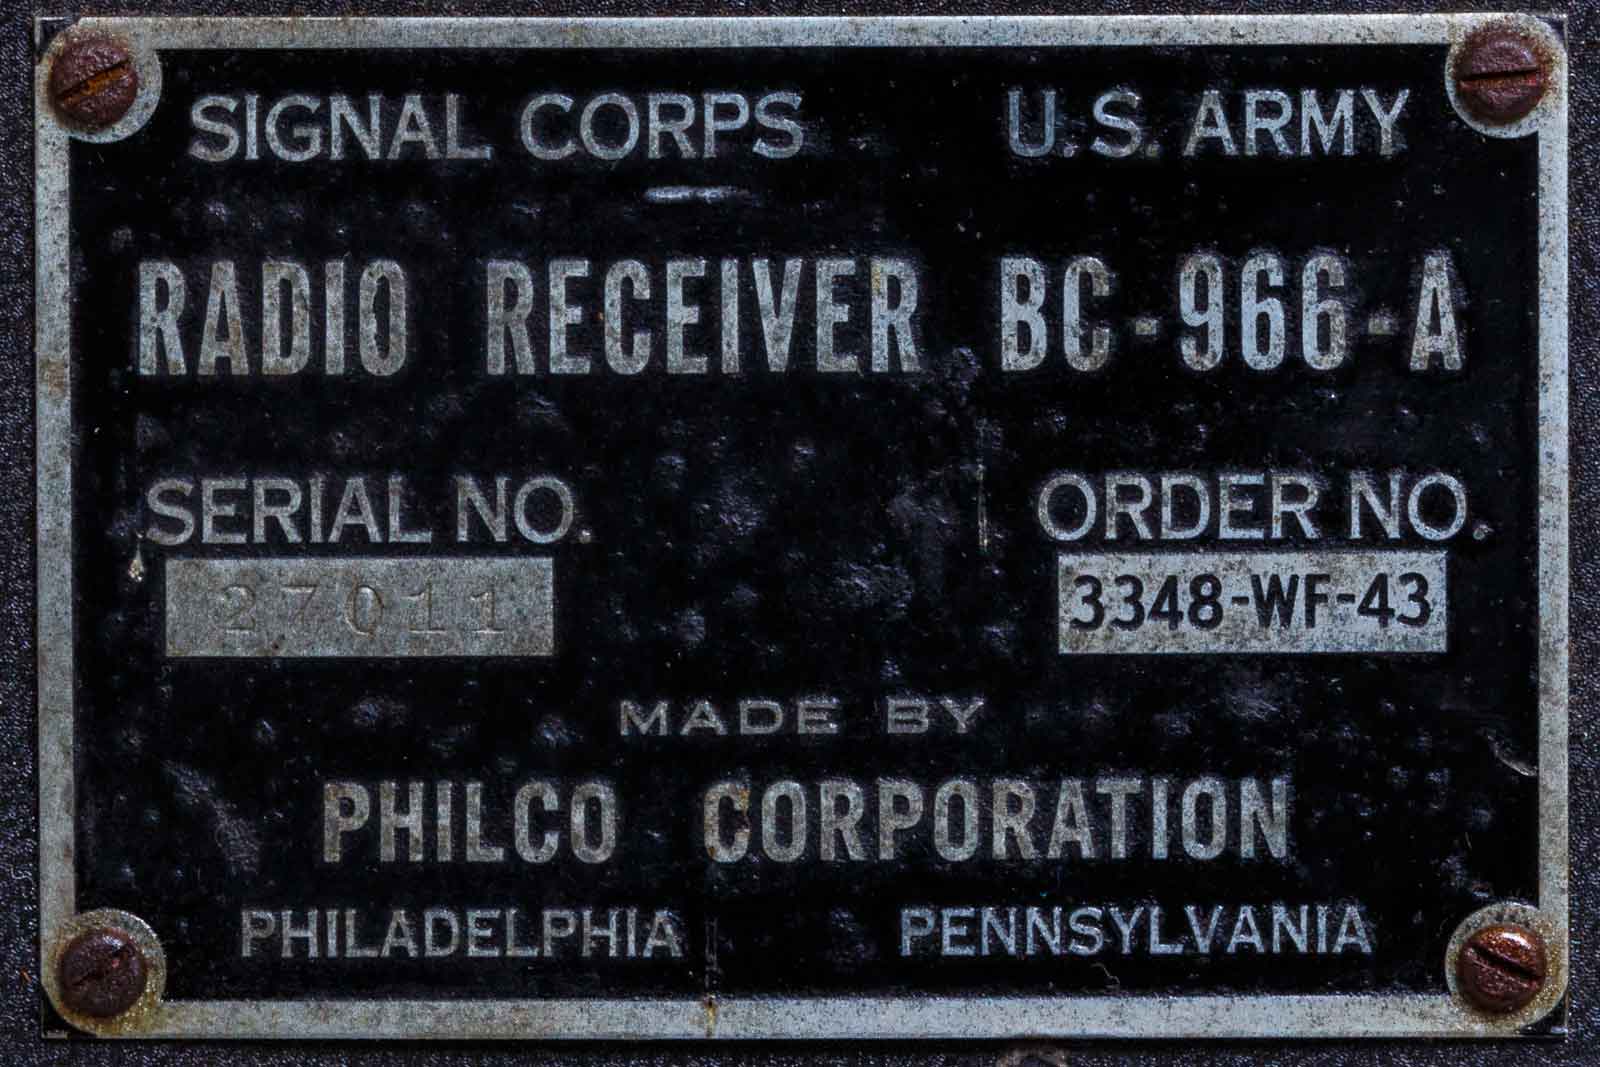 SIGNAL CORPS U.S. ARMY
RADIO RECEIVER BC-966-A
SERIAL NO. ORDER NO.
27011 3348-WF-43
MADE BY
PHILCO CORPORATION
PHILADELPHIA PENNSYLVANIA